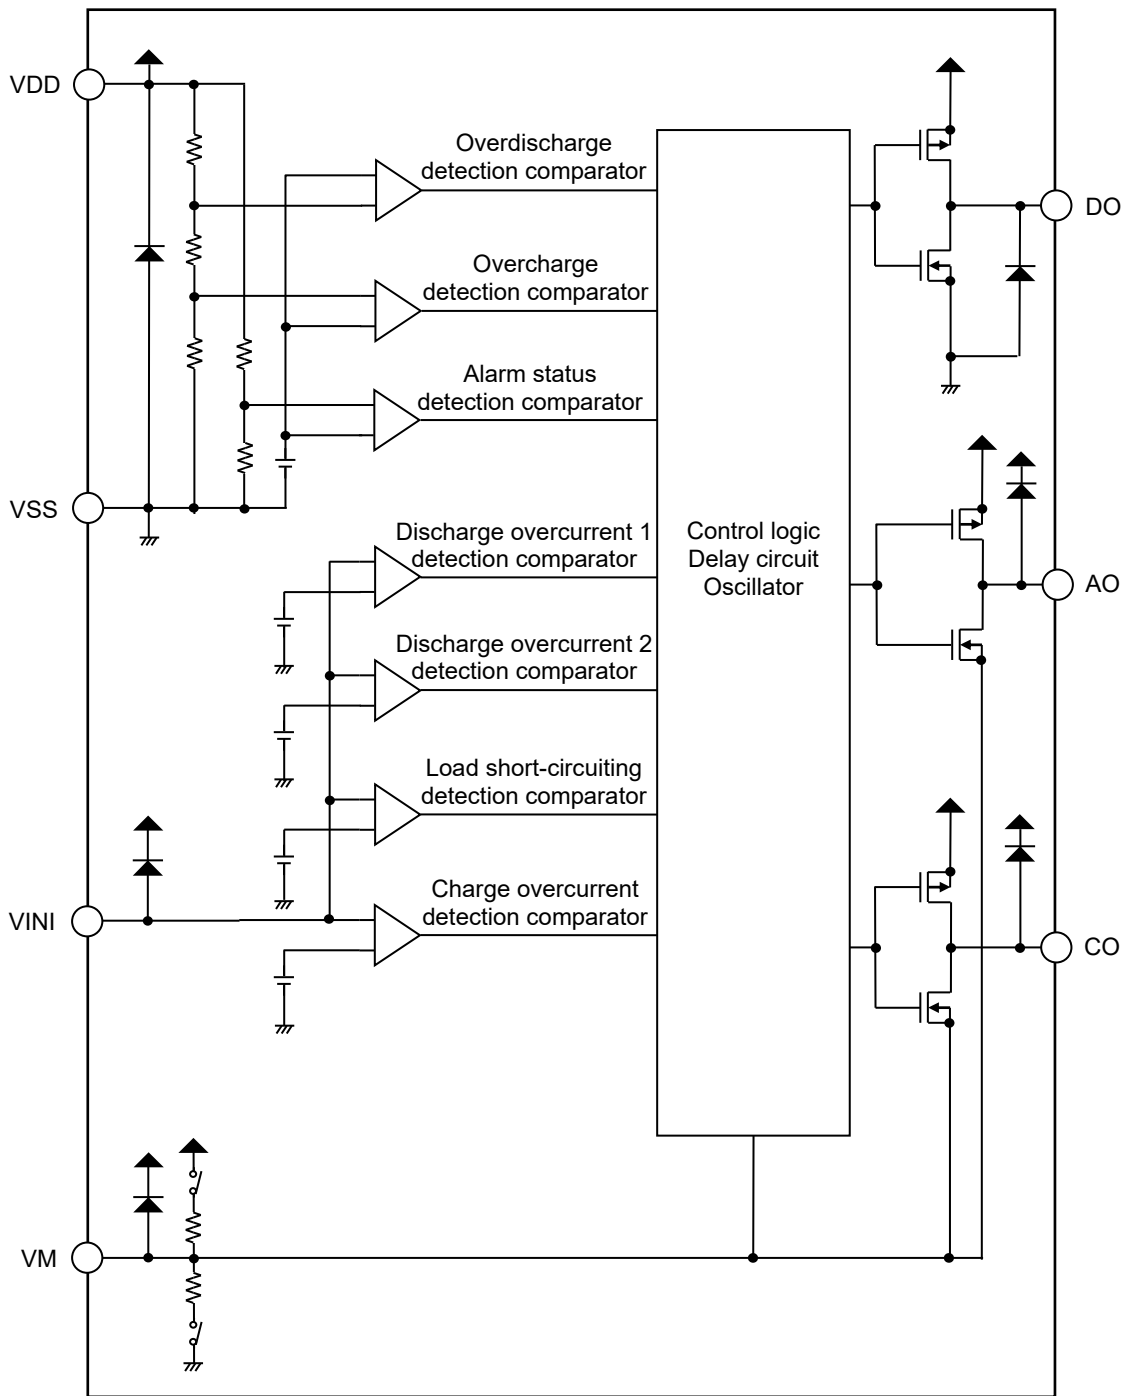 VDD
Overdischarge
detection comparator
DO
Overcharge
detection comparator
Alarm status
detection comparator
VSS
Discharge overcurrent 1
detection comparator
Control logic
Delay circuit
Oscillator
AO
Discharge overcurrent 2
detection comparator
Load short-circuiting
detection comparator
VINI
Charge overcurrent
detection comparator
CO
VM